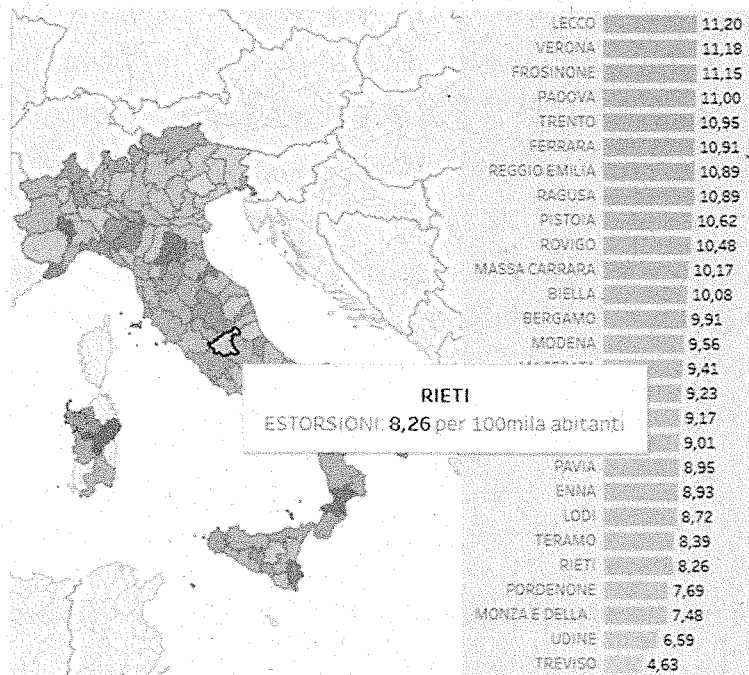 LECCO 11,20
VERONA 11,18
FROSINONE 11,15
PADOVA 11,00
TRENTO 10,95
FERRARA 10,91
REGGIO EMILIA 10,89
RAGUSA 10,89
PISTOIA 10,62
ROVIGO 10,48
MASSA CARRARA 10,17
BIELLA 10,08
BERGAMO 9,91
MODENA 9,56
9,41
9,23
9,17
9,01
RIETI
ESTORSIONI: 8,26 per 100mila abitanti
PAVIA 8,95
ENNA 8,93
LODI 8,72
TERAMO 8,39
RIETI 8,26
PORDENONE 7,69
MONZA E DELLA.. 7,48
UDINE 6,59
TREVISO 4,63